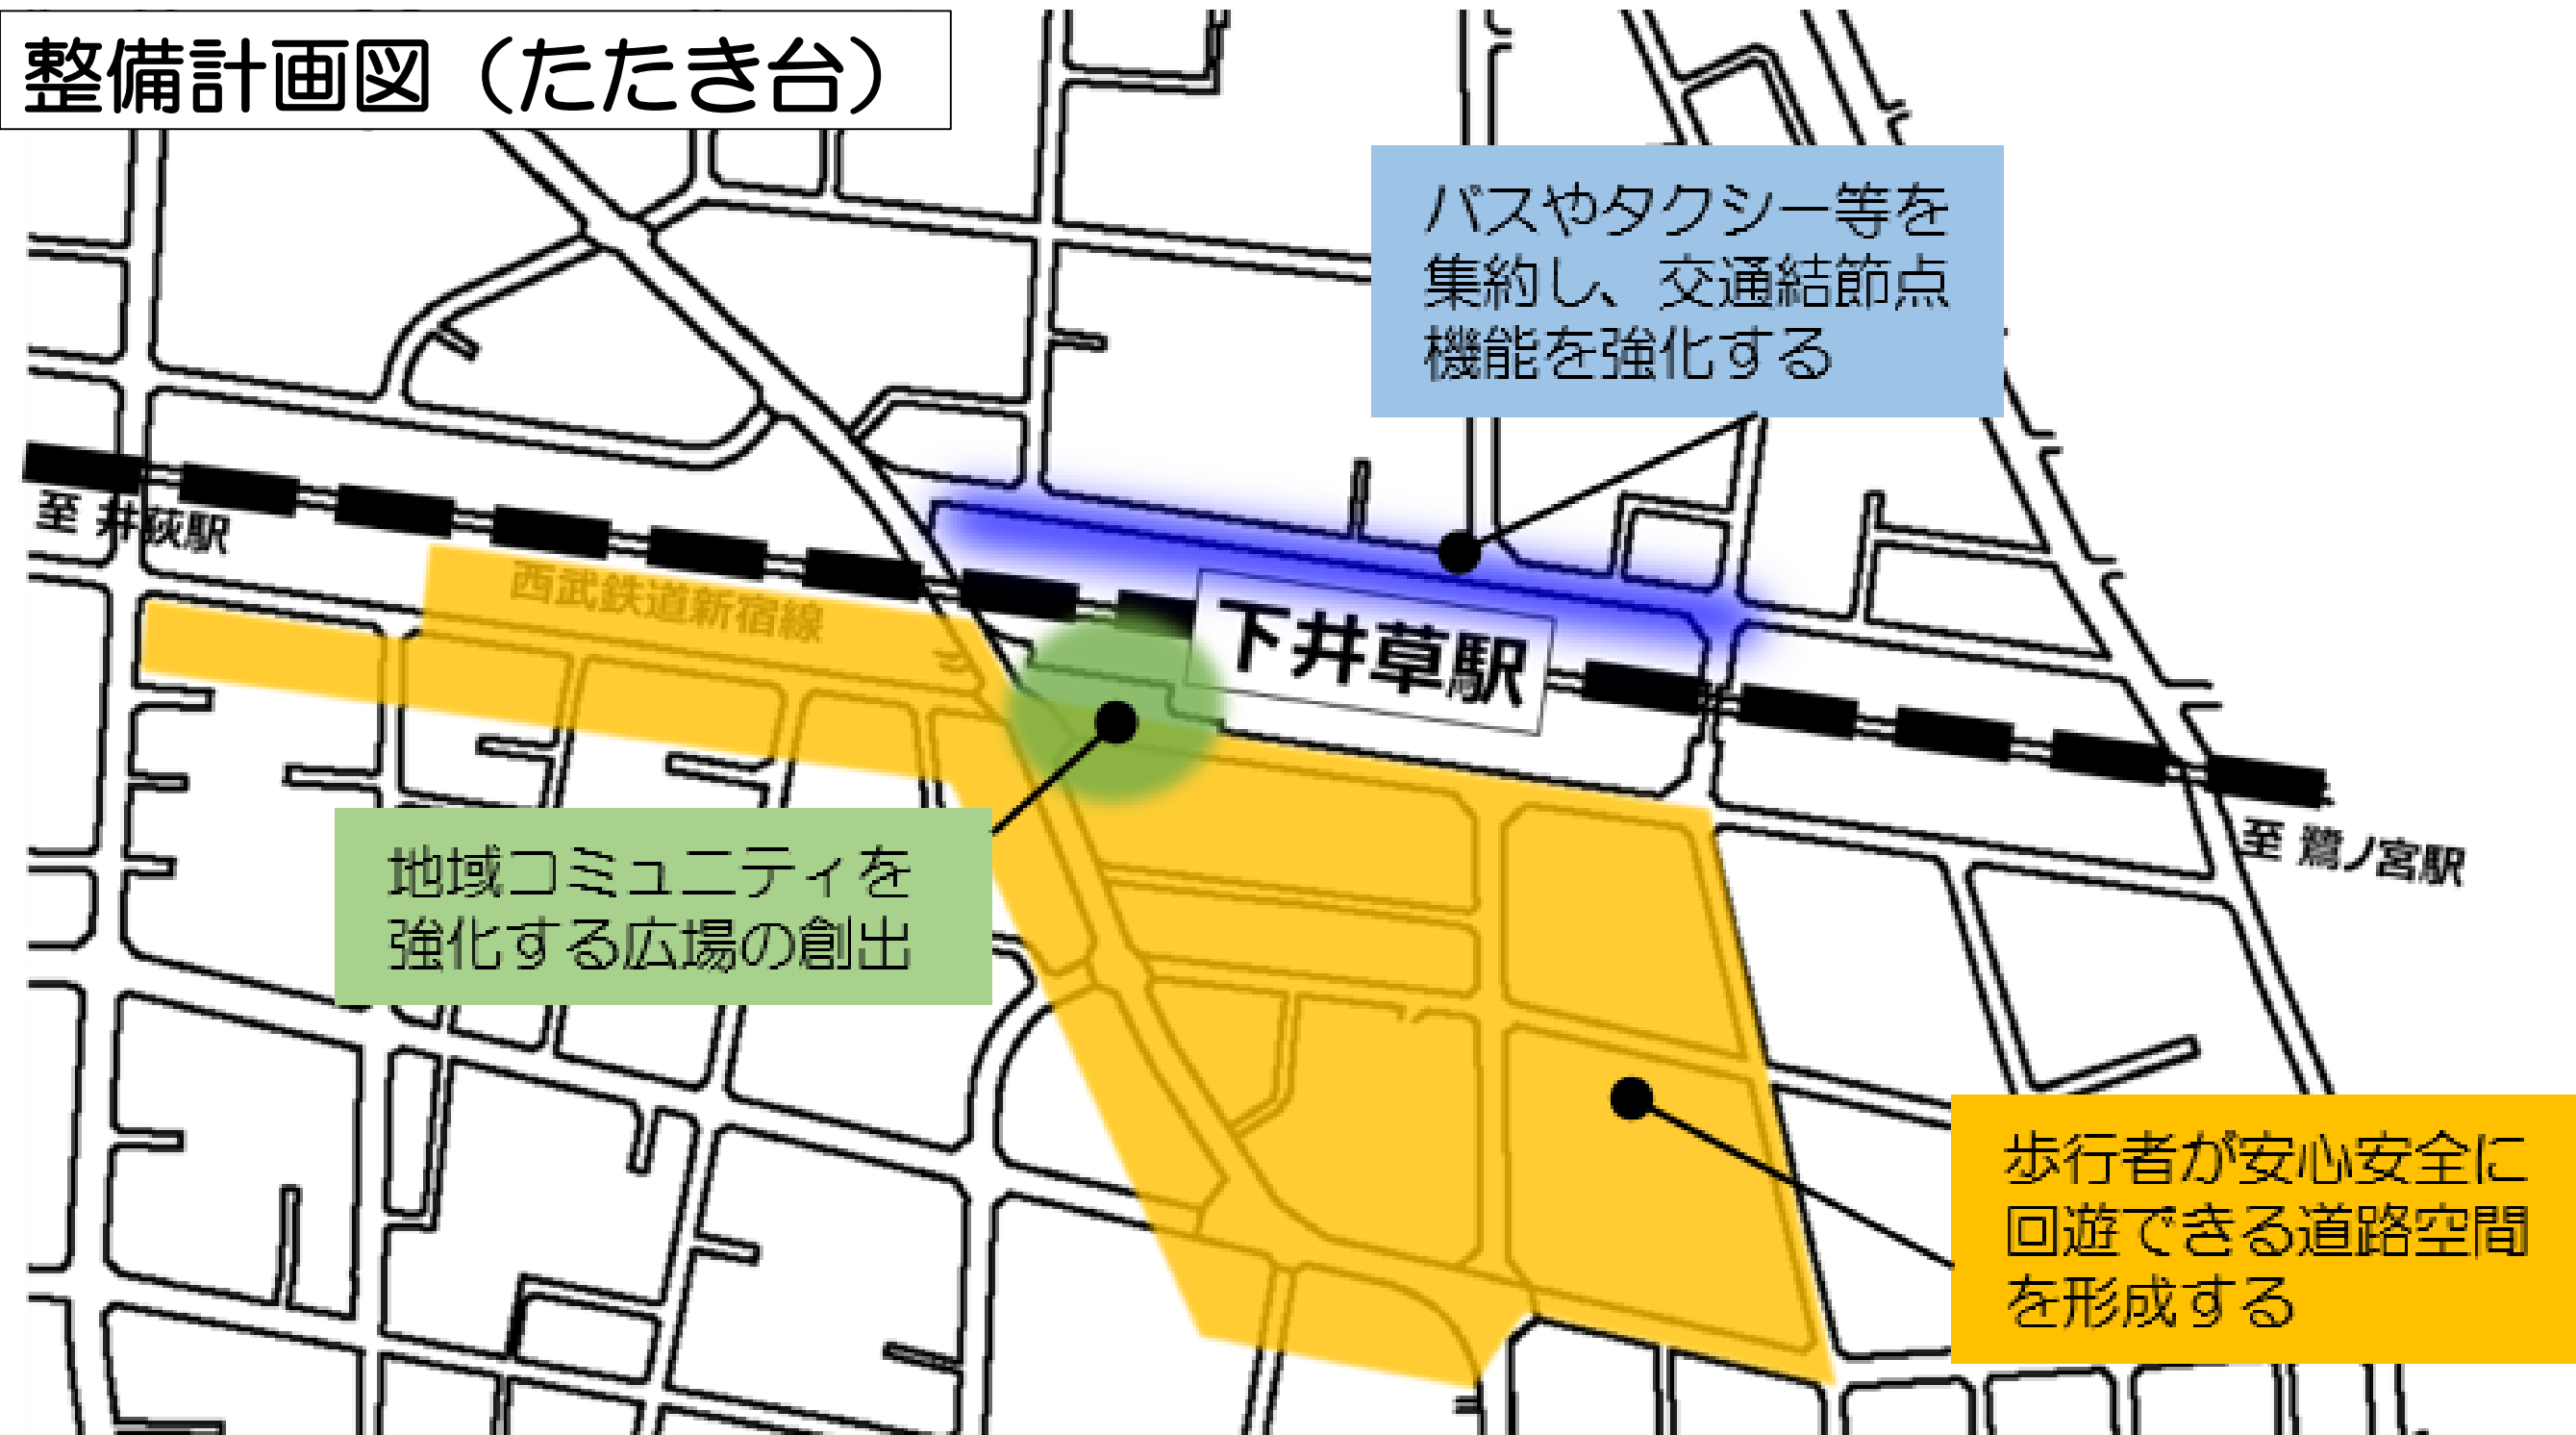 整備計画図（たたき台）
バスやタクシー等を
集約し、交通結節点
機能を強化する
至 井荻駅
西武鉄道新宿線
下井草駅
至 鷺ノ宮駅
地域コミュニティを
強化する広場の創出
歩行者が安心安全に
回遊できる道路空間
を形成する